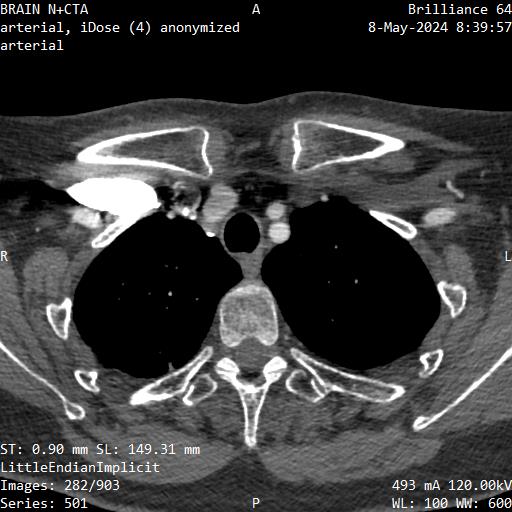 BRAIN N+CTA
A
Brilliance 64
arterial, iDose (4) anonymized
8-May-2024 8:39:57
arterial
R
L
ST: 0.90 mm SL: 149.31 mm
LittleEndianImplicit
Images: 282/903
493 mA 120.00kV
Series: 501
P
WL: 100 WW: 600